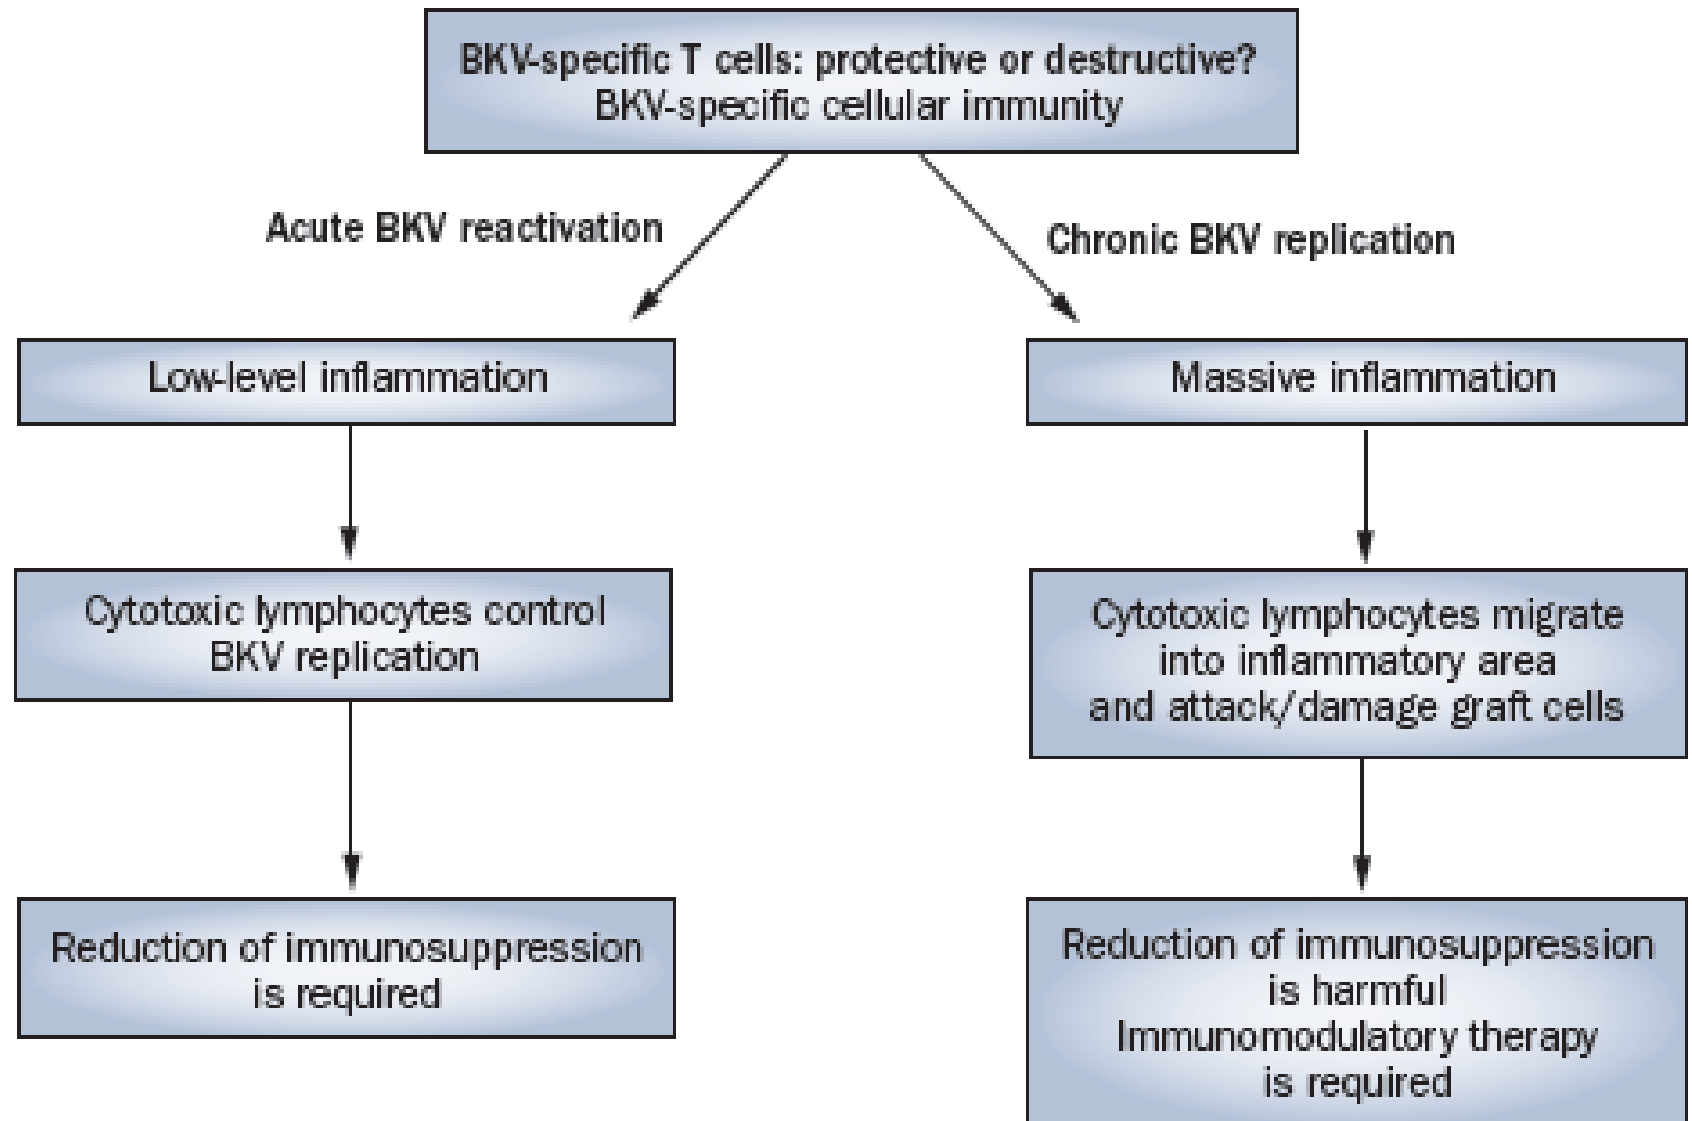 BKV-specific T cells: protective or destructive?
BKV-specific cellular immunity
Acute BKV reactivation
Chronic BKV replication
Low-level inflammation
Massive inflammation
Cytotoxic lymphocytes control
BKV replication
Cytotoxic lymphocytes migrate
into inflammatory area
and attack/damage graft cells
Reduction of immunosuppression
is required
Reduction of immunosuppression
is harmful
Immunomodulatory therapy
is required